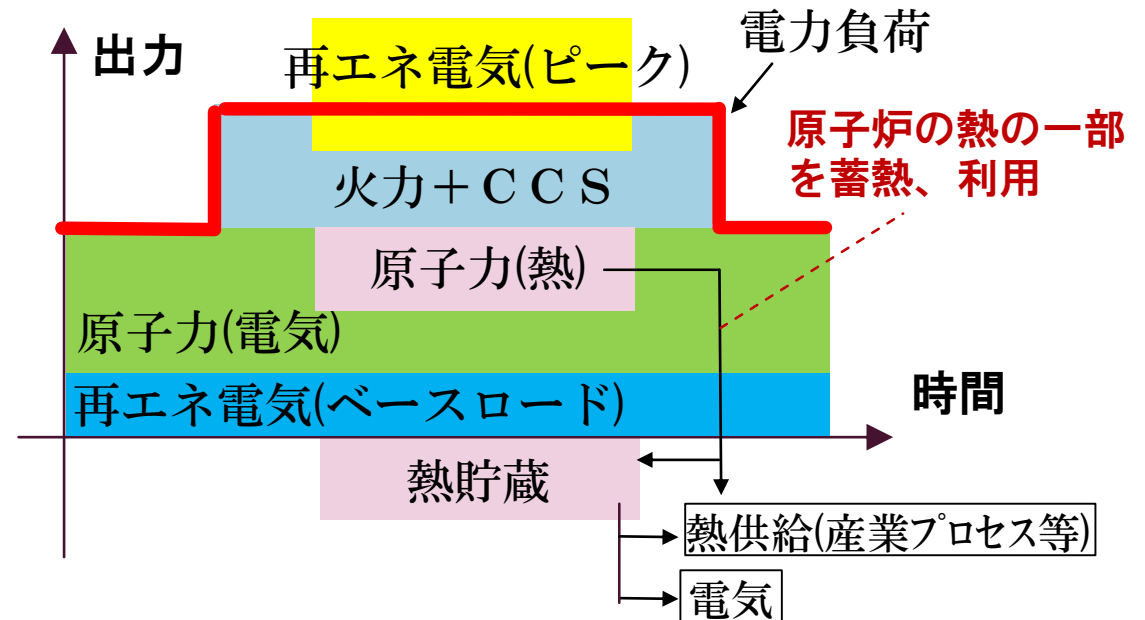 出力
再エネ電気(ピーク)
電力負荷
原子炉の熱の一部
を蓄熱、利用
火力＋ＣＣＳ
原子力(熱)
原子力(電気)
再エネ電気(ベースロード)
時間
熱貯蔵
熱供給(産業プロセス等)
電気